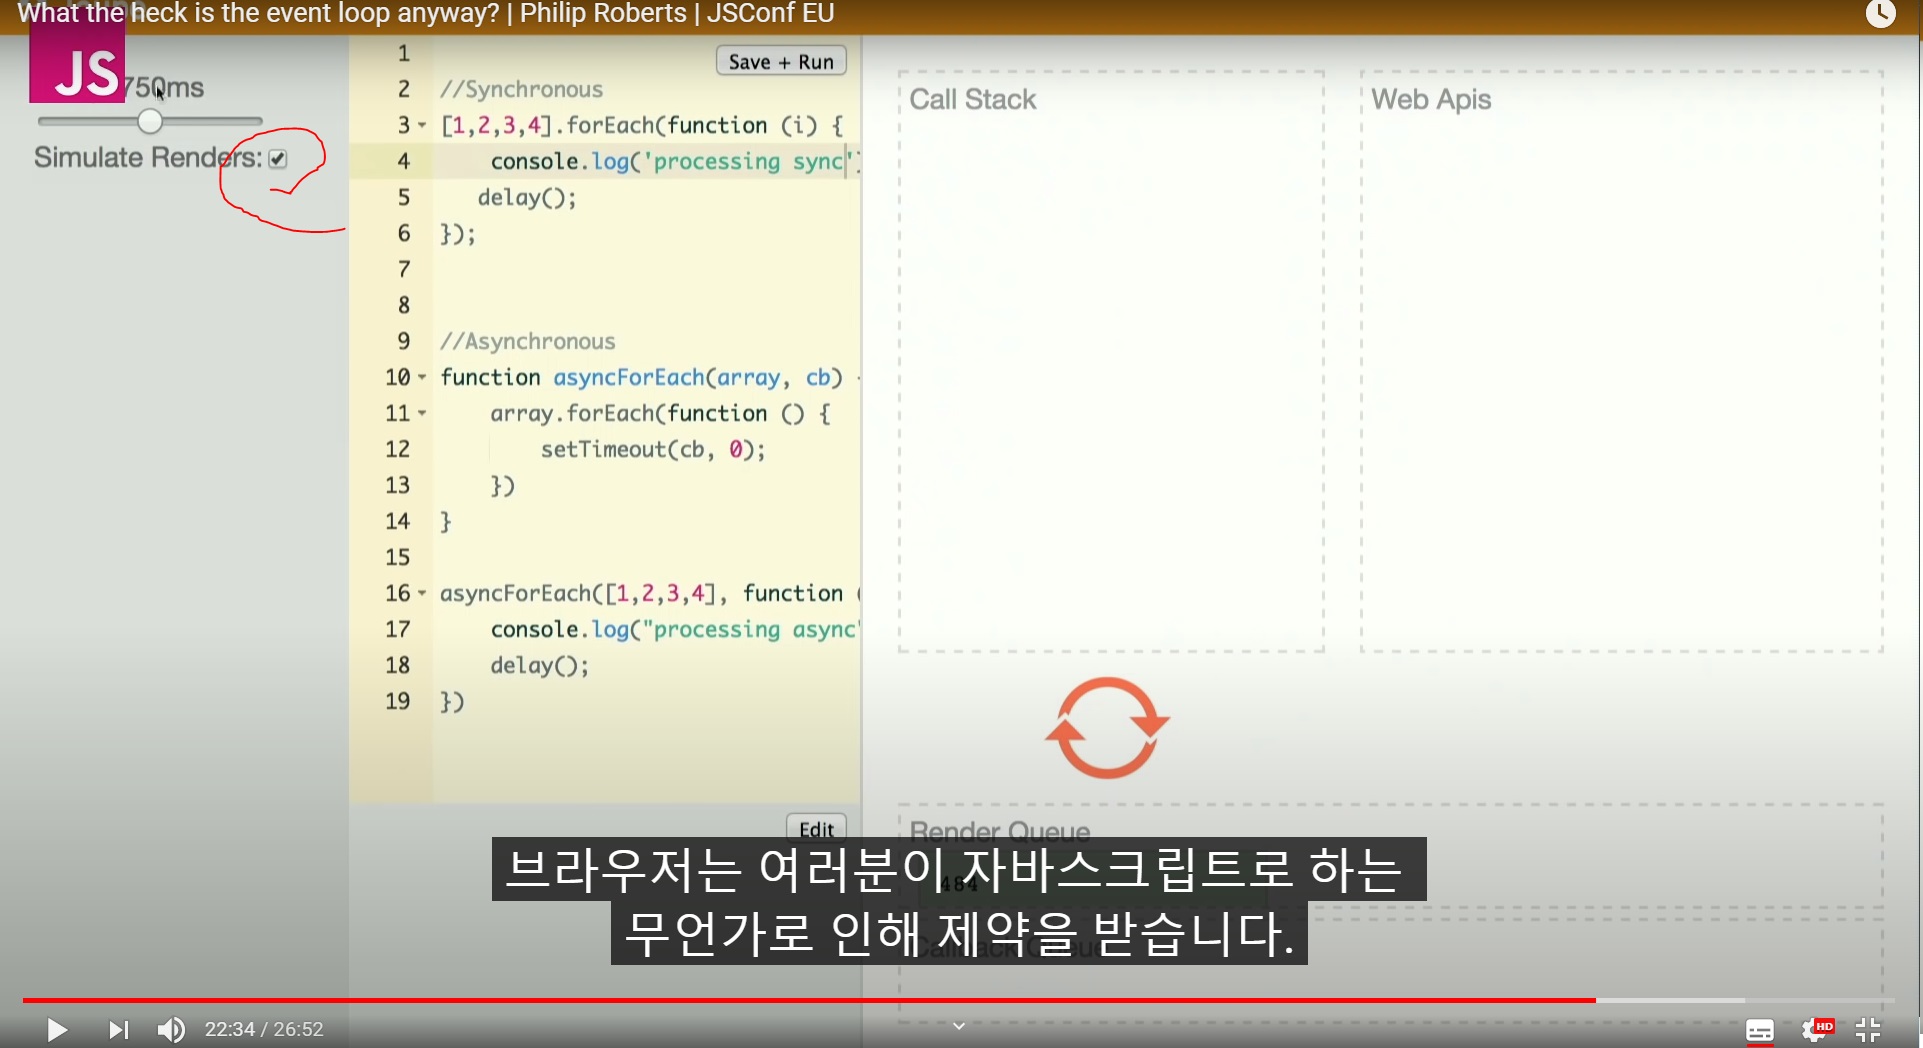 What the heck is the event loop anyway? | Philip Roberts | JSConf EU
JS
750ms
Simulate Renders:
Save + Run
1
2 //Synchronous
3 [1,2,3,4].forEach(function (i) {
4 console.log('processing sync')
5 delay();
6 });
7
8
9 //Asynchronous
10 function asyncForEach(array, cb) {
11 array.forEach(function () {
12 setTimeout(cb, 0);
13 })
14 }
15
16 asyncForEach([1,2,3,4], function (
17 console.log("processing async"
18 delay();
19 })
Edit
Call Stack
Web Apis
Render Queue
484
Callback Queue
브라우저는 여러분이 자바스크립트로 하는
무언가로 인해 제약을 받습니다.
22:34 / 26:52
HD